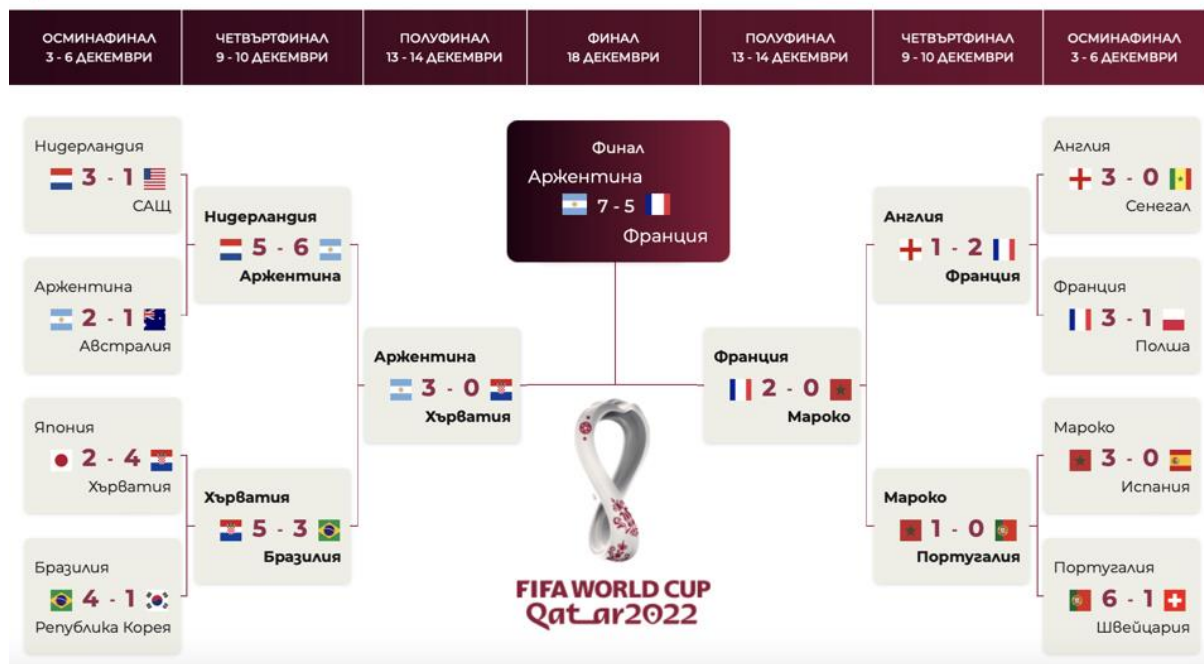 ОСМИНАФИНАЛ
3 - 6 ДЕКЕМВРИ
ЧЕТВЪРТФИНАЛ
9 - 10 ДЕКЕМВРИ
ПОЛУФИНАЛ
13 - 14 ДЕКЕМВРИ
ФИНАЛ
18 ДЕКЕМВРИ
ПОЛУФИНАЛ
13 - 14 ДЕКЕМВРИ
ЧЕТВЪРТФИНАЛ
9 - 10 ДЕКЕМВРИ
ОСМИНАФИНАЛ
3 - 6 ДЕКЕМВРИ
Нидерландия
3 - 1
САЩ
Аржентина
2 - 1
Австралия
Япония
2 - 4
Хърватия
Бразилия
4 - 1
Република Корея
Нидерландия
5 - 6
Аржентина
Хърватия
5 - 3
Бразилия
Аржентина
3 - 0
Хърватия
Финал
Аржентина
7 - 5
Франция
FIFA WORLD CUP
Qatar2022
Франция
2 - 0
Мароко
Англия
1 - 2
Франция
Мароко
1 - 0
Португалия
Англия
3 - 0
Сенегал
Франция
3 - 1
Полша
Мароко
3 - 0
Испания
Португалия
6 - 1
Швейцария